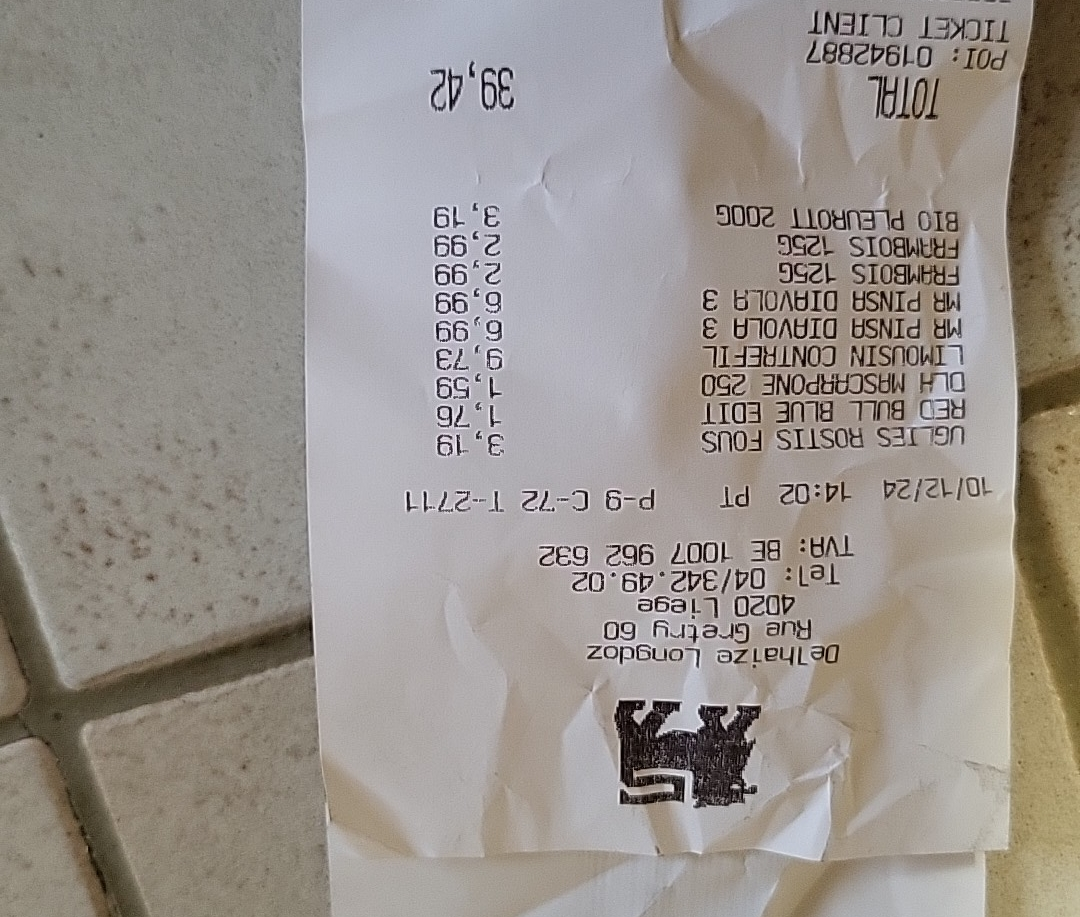 Delhaize Longdoz
Rue Gretry 60
4020 Liege
Tel: 04/342.49.02
TVA: BE 1007 962 632
10/12/24 14:02 PT P-9 C-72 T-2711
UGLIES ROSTIS FOUS 3,19
RED BULL BLUE EDIT 1,76
DLH MASCARPONE 250 1,59
LIMOUSIN CONTREFIL 9,73
MR PINSA DIAVOLA 3 6,99
MR PINSA DIAVOLA 3 6,99
FRAMBOIS 125G 2,99
FRAMBOIS 125G 2,99
BIO PLEUROTT 200G 3,19
TOTAL 39,42
POI: 01942887
TICKET CLIENT